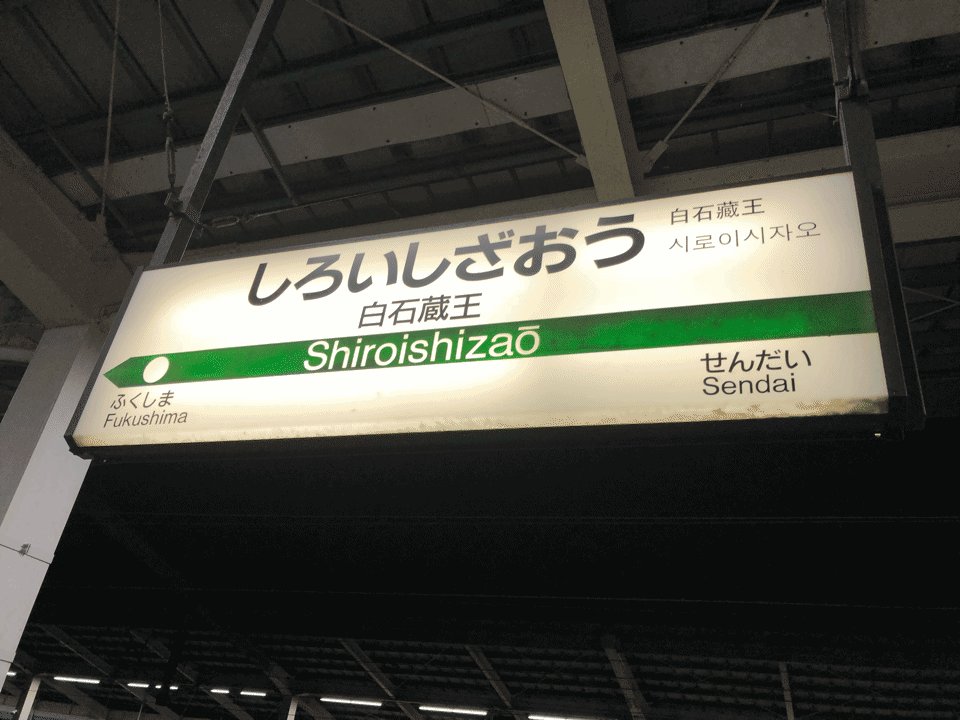 しろいしざおう
白石蔵王
白石藏王
시로이시자오
Shiroishizaō
ふくしま
Fukushima
せんだい
Sendai